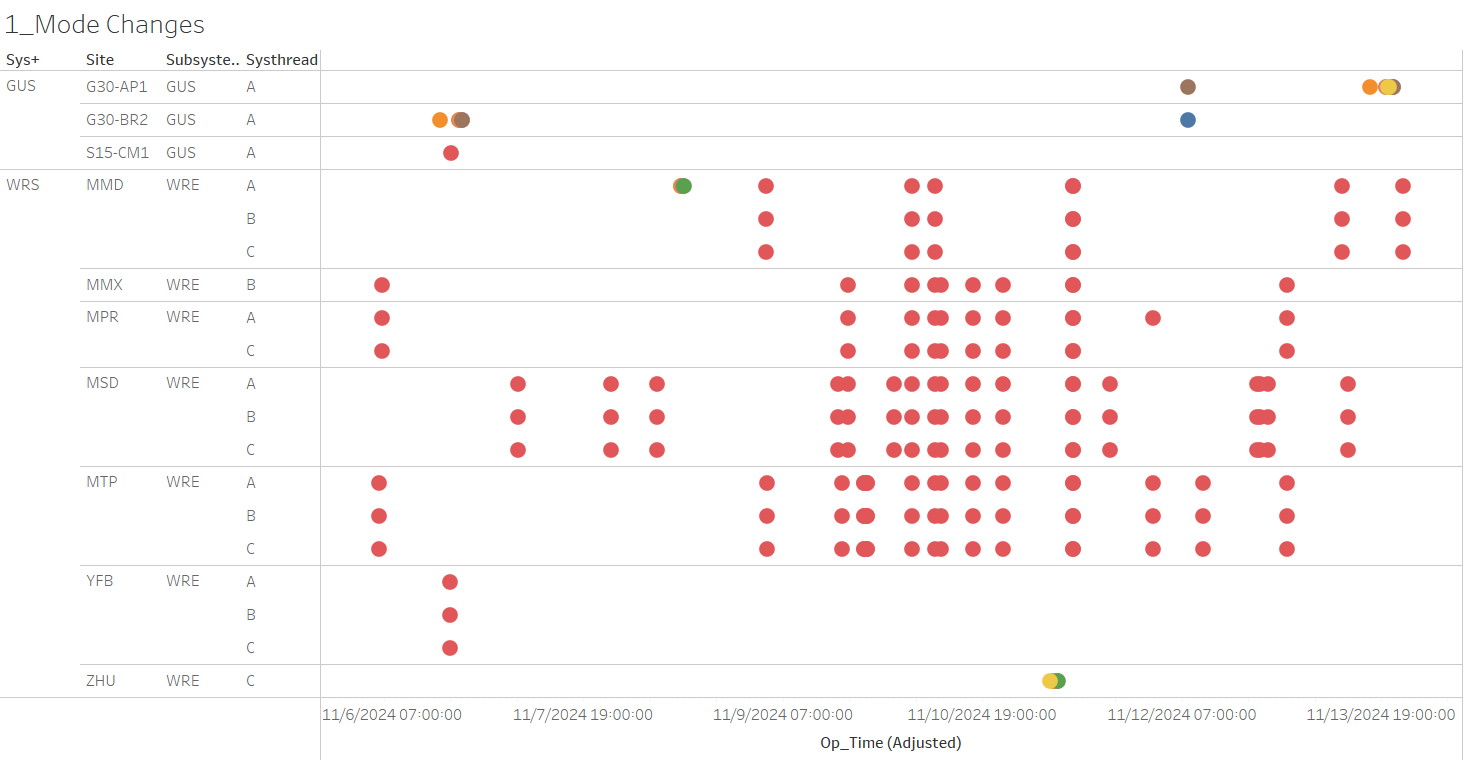 1_Mode Changes
Sys+ Site Subsyste.. Systhread
GUS G30-AP1 GUS A
G30-BR2 GUS A
S15-CM1 GUS A
WRS MMD WRE A
B
C
MMX WRE B
MPR WRE A
C
MSD WRE A
B
C
MTP WRE A
B
C
YFB WRE A
B
C
ZHU WRE C
11/6/2024 07:00:00 11/7/2024 19:00:00 11/9/2024 07:00:00 11/10/2024 19:00:00 11/12/2024 07:00:00 11/13/2024 19:00:00
Op_Time (Adjusted)